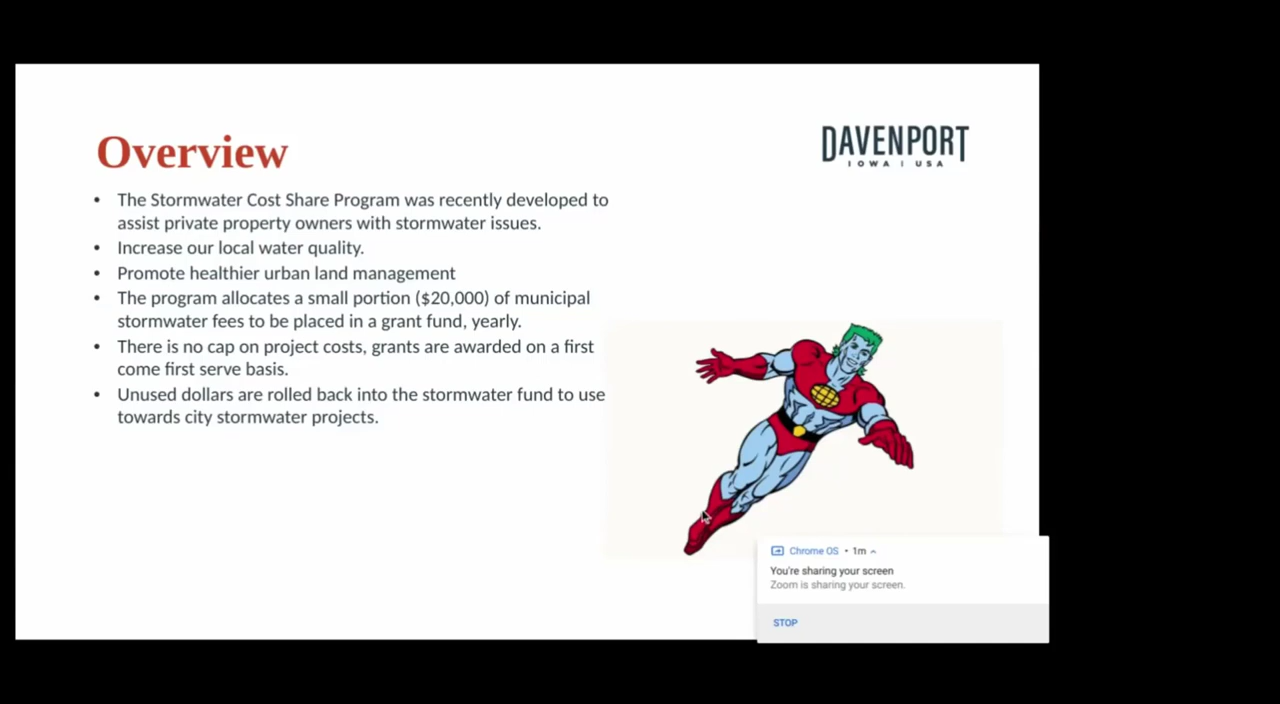 Overview
DAVENPORT
IOWA | USA
• The Stormwater Cost Share Program was recently developed to
assist private property owners with stormwater issues.
• Increase our local water quality.
• Promote healthier urban land management
• The program allocates a small portion ($20,000) of municipal
stormwater fees to be placed in a grant fund, yearly.
• There is no cap on project costs, grants are awarded on a first
come first serve basis.
• Unused dollars are rolled back into the stormwater fund to use
towards city stormwater projects.
Chrome OS • 1m
You're sharing your screen
Zoom is sharing your screen.
STOP